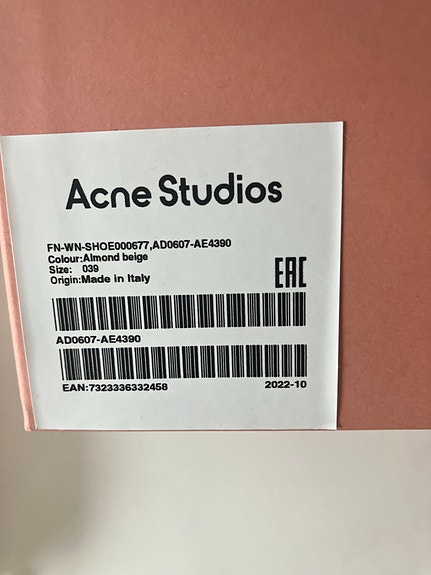 Acne Studios
FN-WN-SHOE000677,AD0607-AE4390
Colour:Almond beige
Size: 039
Origin:Made in Italy
EAC
AD0607-AE4390
EAN:7323336332458 2022-10